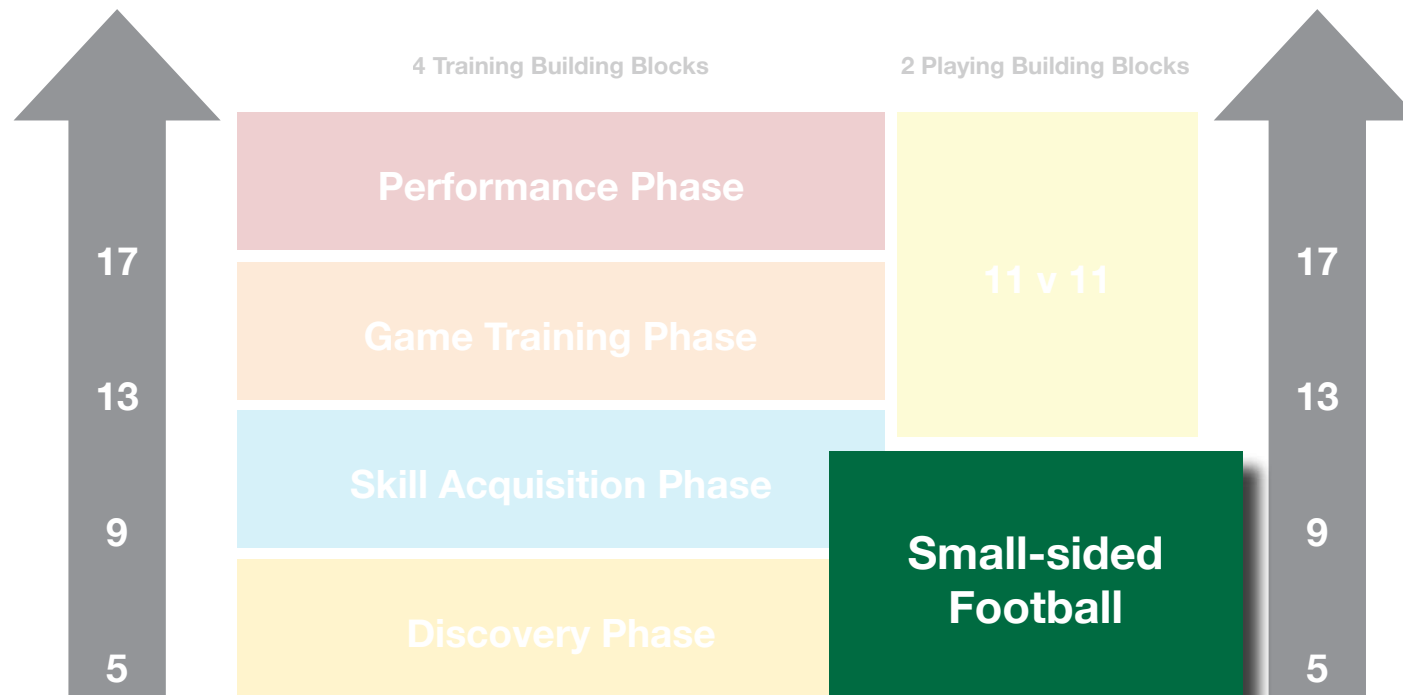 4 Training Building Blocks
2 Playing Building Blocks
Performance Phase
17
11 v 11
17
Game Training Phase
13
13
Skill Acquisition Phase
9
9
Small-sided
Football
Discovery Phase
5
5